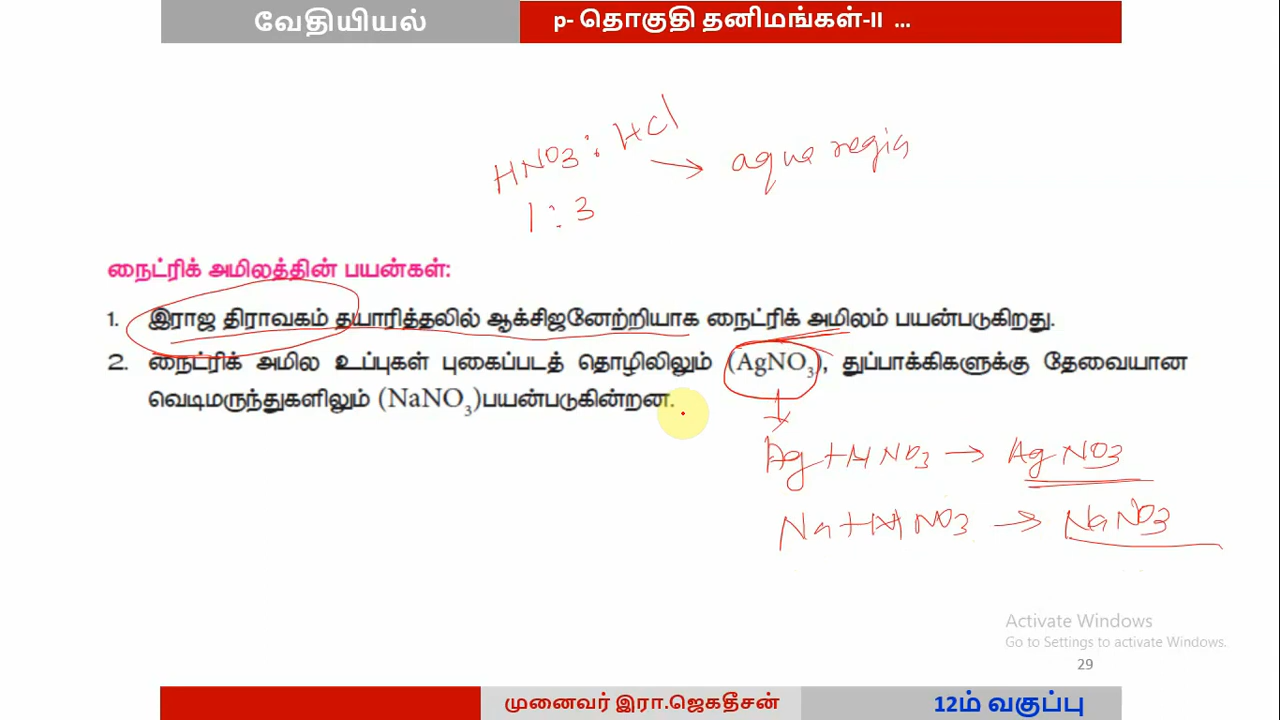 வேதியியல்
p- தொகுதி தனிமங்கள்-II ...
HNO3 : HCl → aqua regia
1 : 3
நைட்ரிக் அமிலத்தின் பயன்கள்:
1. இராஜ திராவகம் தயாரித்தலில் ஆக்சிஜனேற்றியாக நைட்ரிக் அமிலம் பயன்படுகிறது.
2. நைட்ரிக் அமில உப்புகள் புகைப்படத் தொழிலிலும் (AgNO₃), துப்பாக்கிகளுக்கு தேவையான
வெடிமருந்துகளிலும் (NaNO₃)பயன்படுகின்றன.
Ag + HNO3 → AgNO3
Na + HNO3 → NaNO3
Activate Windows
Go to Settings to activate Windows.
29
முனைவர் இரா.ஜெகதீசன்
12ம் வகுப்பு